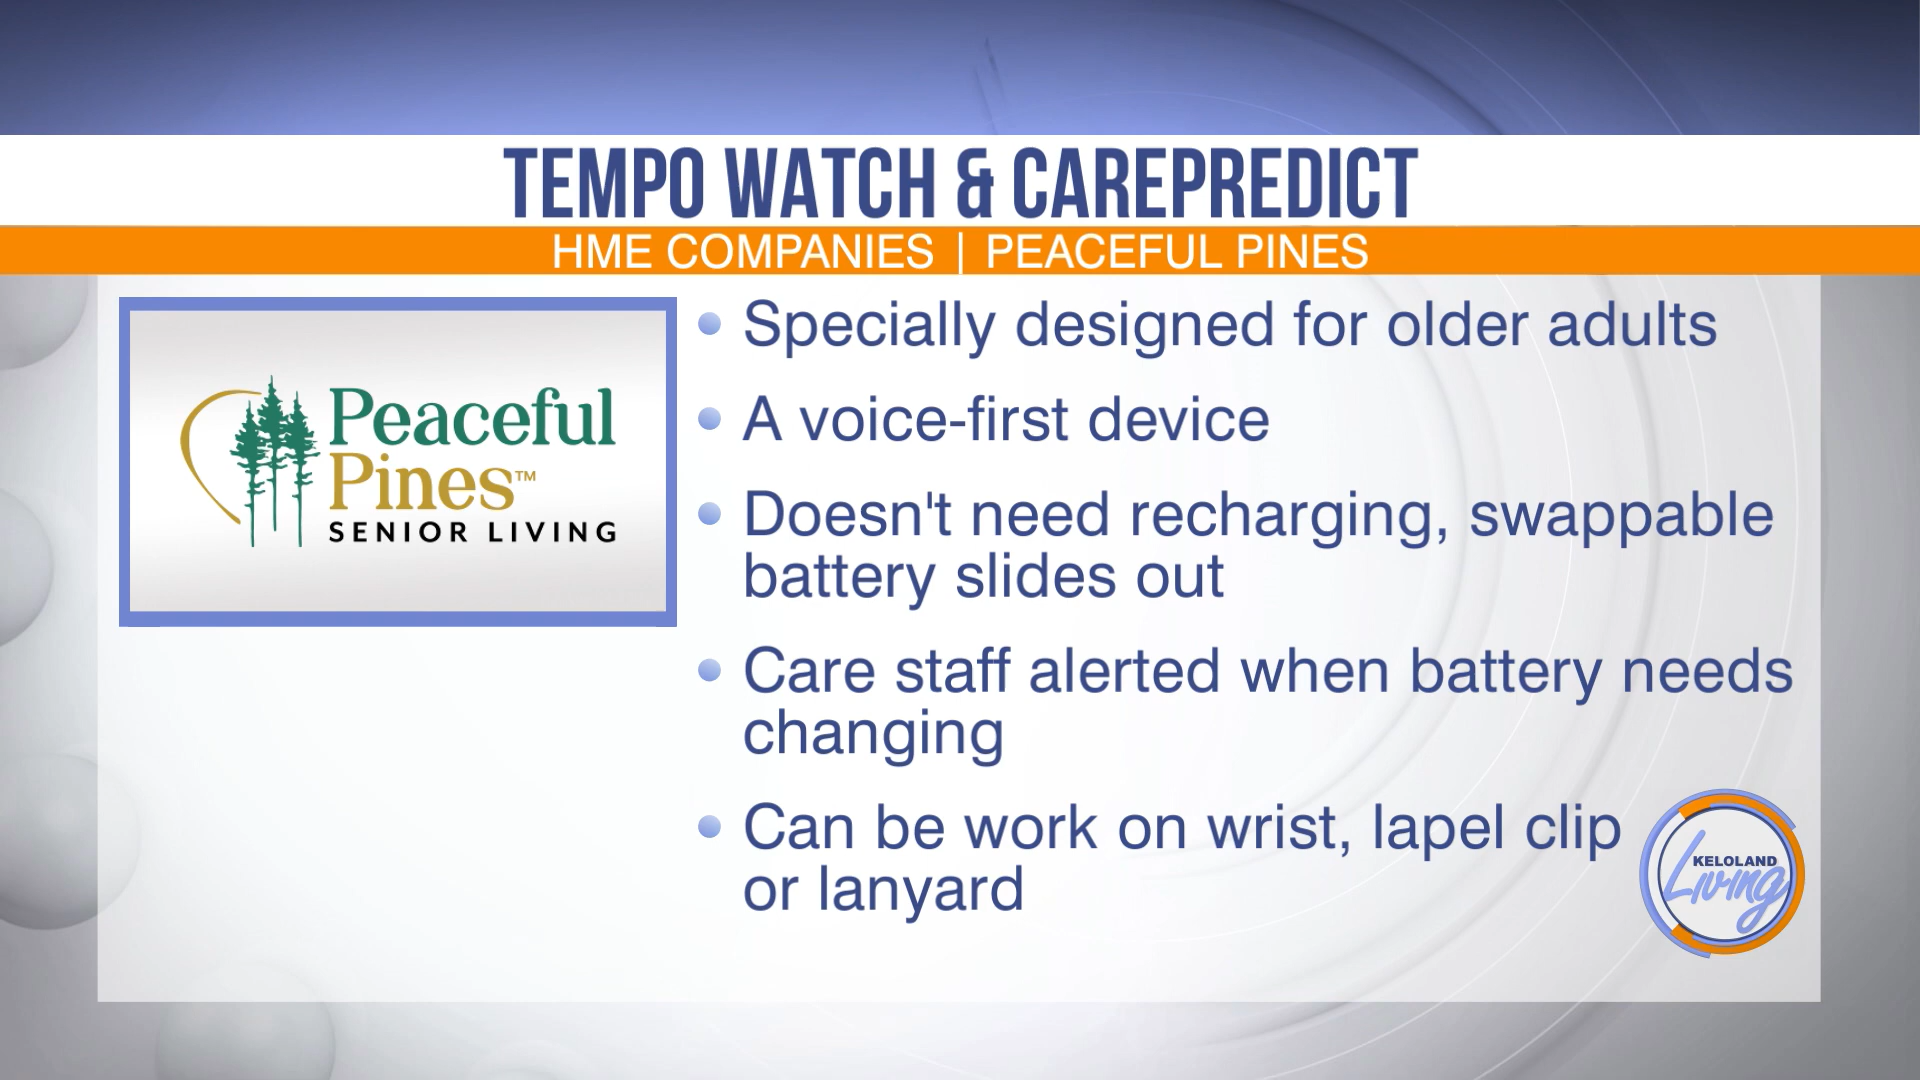 TEMPO WATCH & CAREPREDICT
HME COMPANIES | PEACEFUL PINES
Peaceful
Pines™
SENIOR LIVING
• Specially designed for older adults
• A voice-first device
• Doesn't need recharging, swappable
battery slides out
• Care staff alerted when battery needs
changing
• Can be work on wrist, lapel clip
or lanyard
KELOLAND
Living